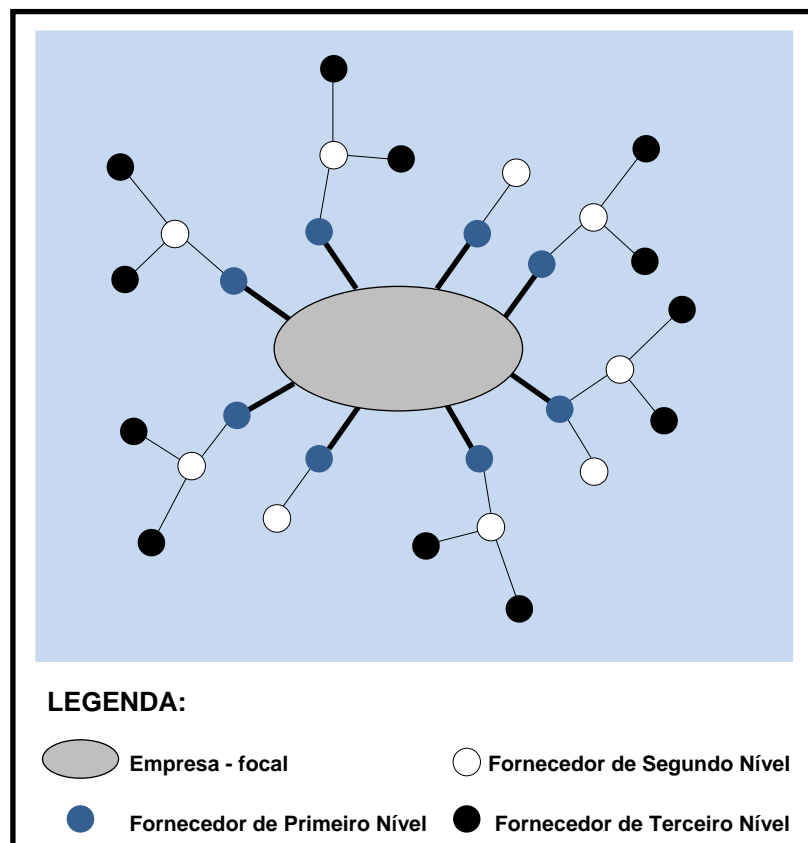 LEGENDA:
Empresa - focal
Fornecedor de Segundo Nível
Fornecedor de Primeiro Nível
Fornecedor de Terceiro Nível